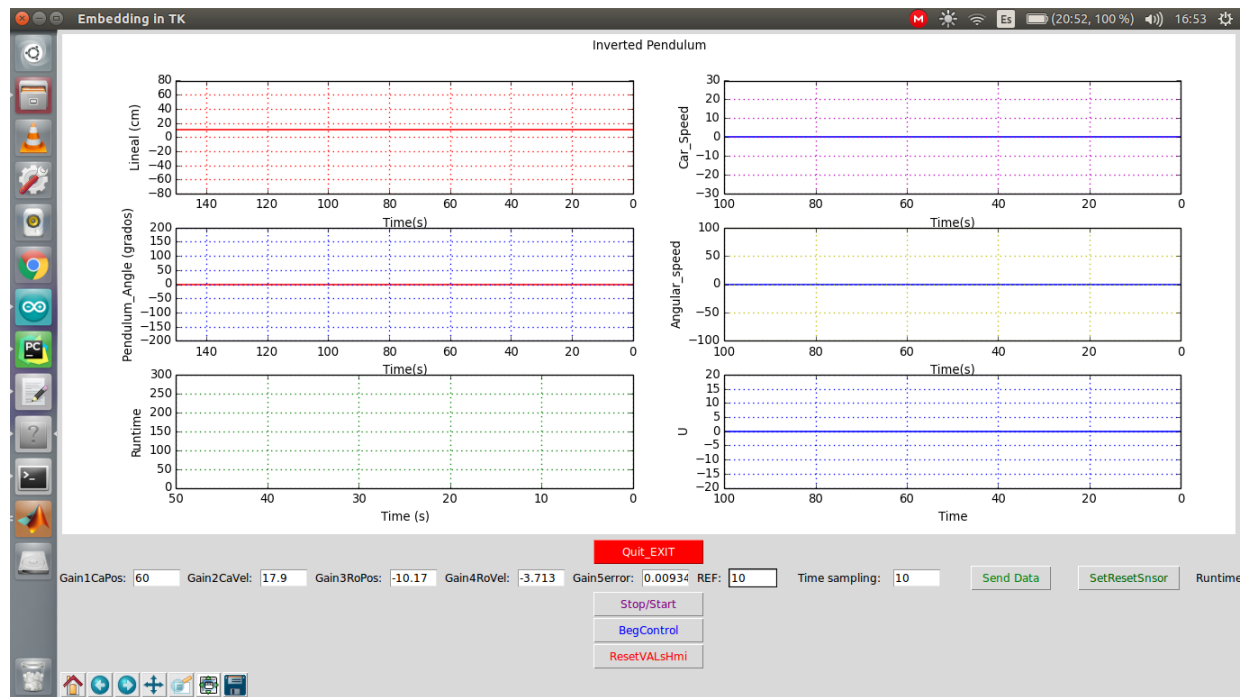 Embedding in TK
M
Es
(20:52, 100 %)
16:53
Inverted Pendulum
Lineal (cm)
80
60
40
20
0
−20
−40
−60
−80
140 120 100 80 60 40 20 0
Time(s)
Car_Speed
30
20
10
0
−10
−20
−30
100 80 60 40 20 0
Time(s)
Pendulum_Angle (grados)
200
150
100
50
0
−50
−100
−150
−200
140 120 100 80 60 40 20 0
Time(s)
Angular_speed
100
50
0
−50
−100
100 80 60 40 20 0
Time(s)
Runtime
300
250
200
150
100
50
0
50 40 30 20 10 0
Time (s)
U
20
15
10
5
0
−5
−10
−15
−20
100 80 60 40 20 0
Time
Quit_EXIT
Gain1CaPos: 60 Gain2CaVel: 17.9 Gain3RoPos: -10.17 Gain4RoVel: -3.713 Gain5error: 0.00934 REF: 10 Time sampling: 10 Send Data SetResetSnsor Runtime
Stop/Start
BegControl
ResetVALsHmi
PC
>_
?